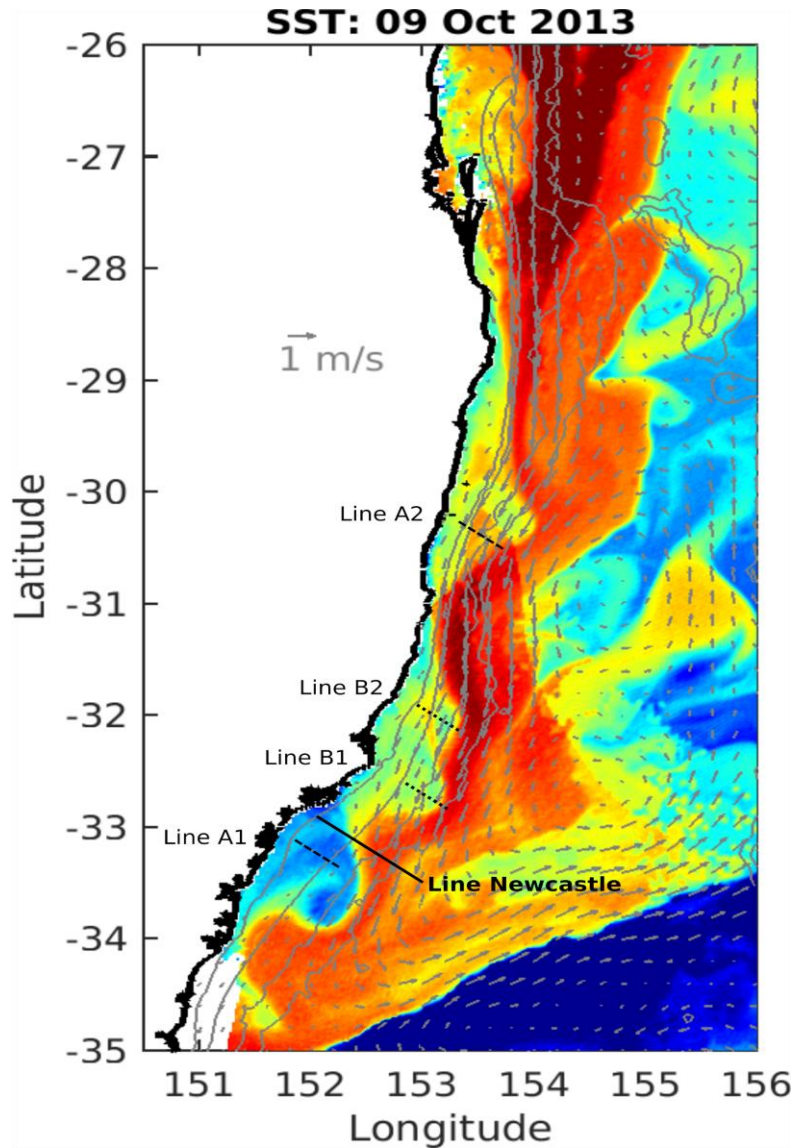 SST: 09 Oct 2013
-26
-27
-28
1 m/s
-29
-30
Line A2
-31
Line B2
-32
Line B1
-33
Line A1
Line Newcastle
-34
-35
Latitude
151 152 153 154 155 156
Longitude